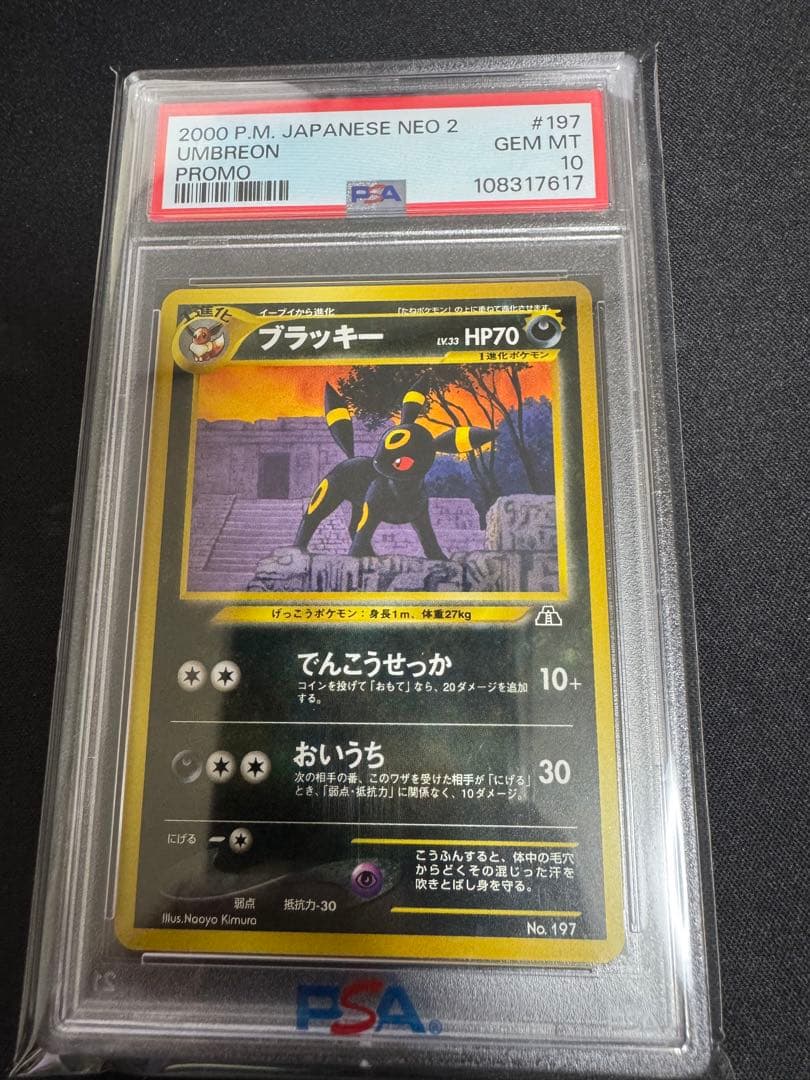 2000 P.M. JAPANESE NEO 2 #197
UMBREON GEM MT
PROMO 10
PSA 108317617
1進化
イーブイから進化 「たねポケモン」の上に重ねて進化させます
ブラッキー LV.33 HP70
1進化ポケモン
げっこうポケモン：身長1m、体重27kg
でんこうせっか 10+
コインを投げて「おもて」なら、20ダメージを追加
する。
おいうち 30
次の相手の番、このワザを受けた相手が「にげる」
とき、「弱点・抵抗力」に関係なく、10ダメージ。
にげる
こうふんすると、体中の毛穴
からどくその混じった汗を
吹きとばし身を守る。
弱点 抵抗力-30
Illus.Naoyo Kimura
No. 197
PSA®